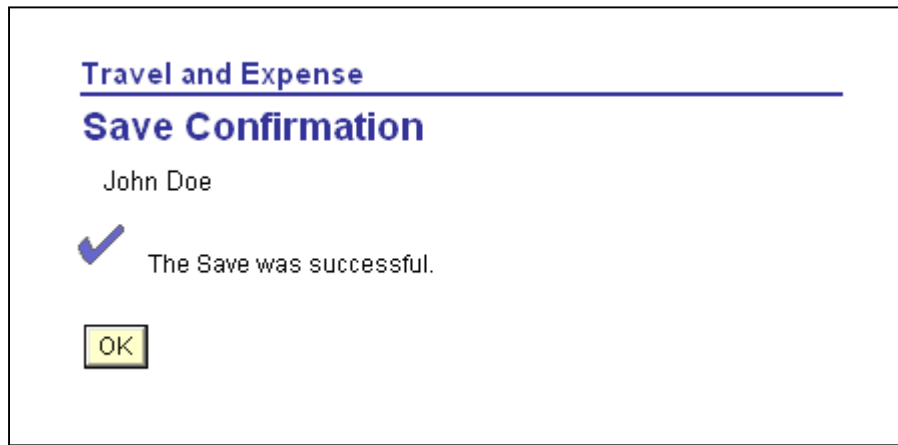 Travel and Expense
Save Confirmation
John Doe
The Save was successful.
OK